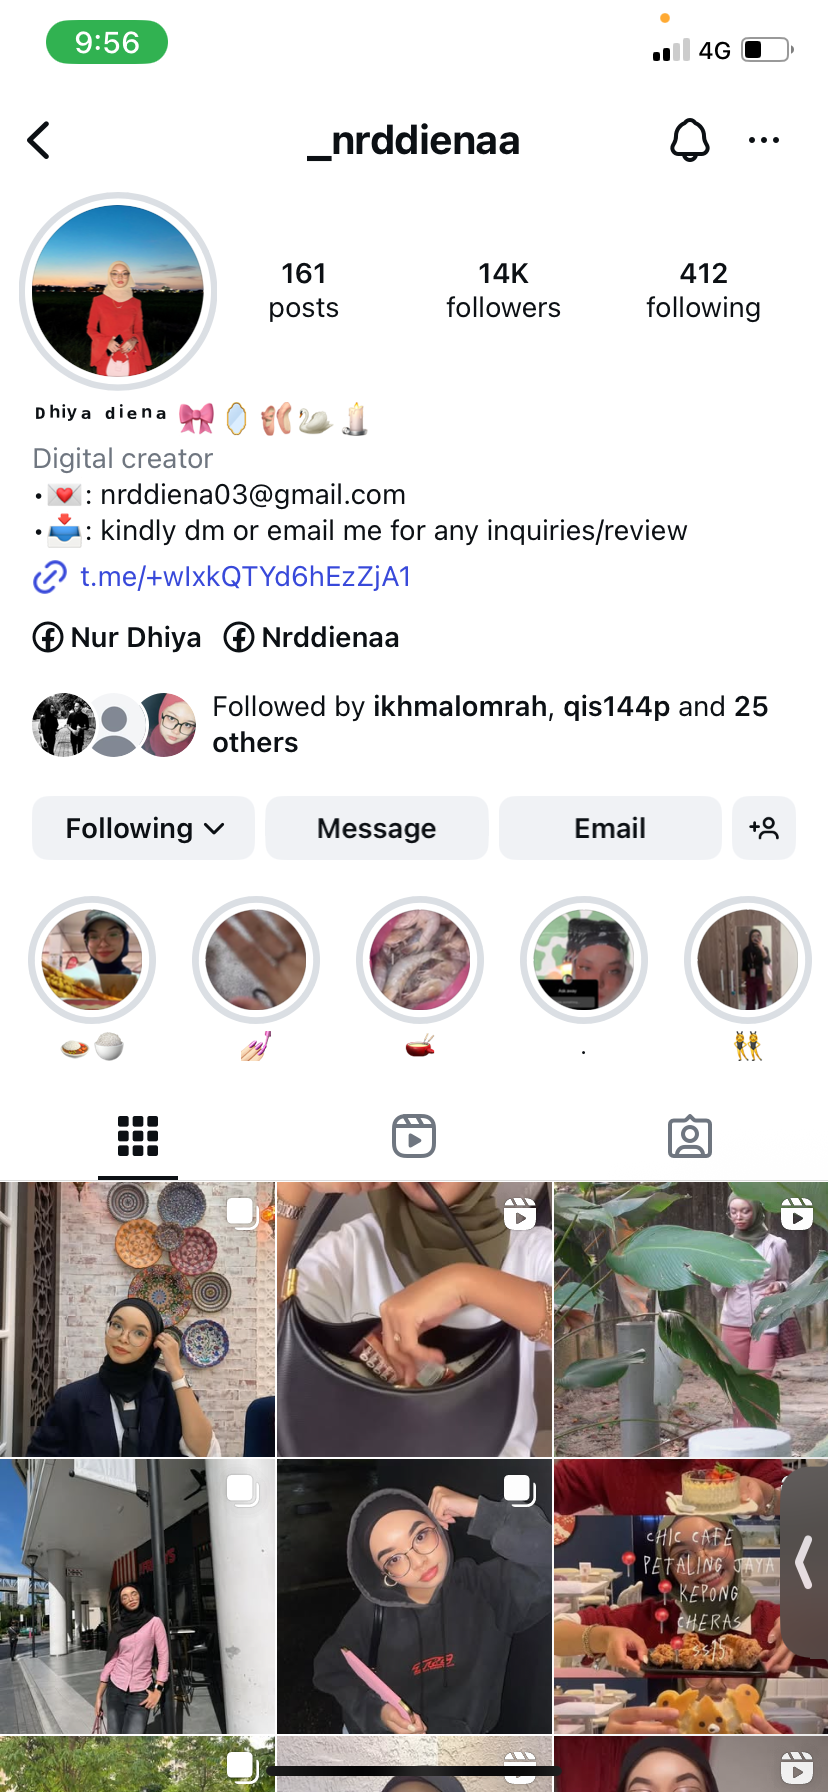 9:56
4G
_nrddienaa
161
posts
14K
followers
412
following
ᴰʰⁱʸᵃ ᵈⁱᵉⁿᵃ 🎀🪞🩰🦢🕯️
Digital creator
•💌: nrddiena03@gmail.com
•📥: kindly dm or email me for any inquiries/review
t.me/+wIxkQTYd6hEzZjA1
Nur Dhiya Nrddienaa
Followed by ikhmalomrah, qis144p and 25
others
Following
Message
Email
🍛🍚
💅🏻
🥣
.
👯
CHIC CAFE
PETALING JAYA
KEPONG
CHERAS
SS15